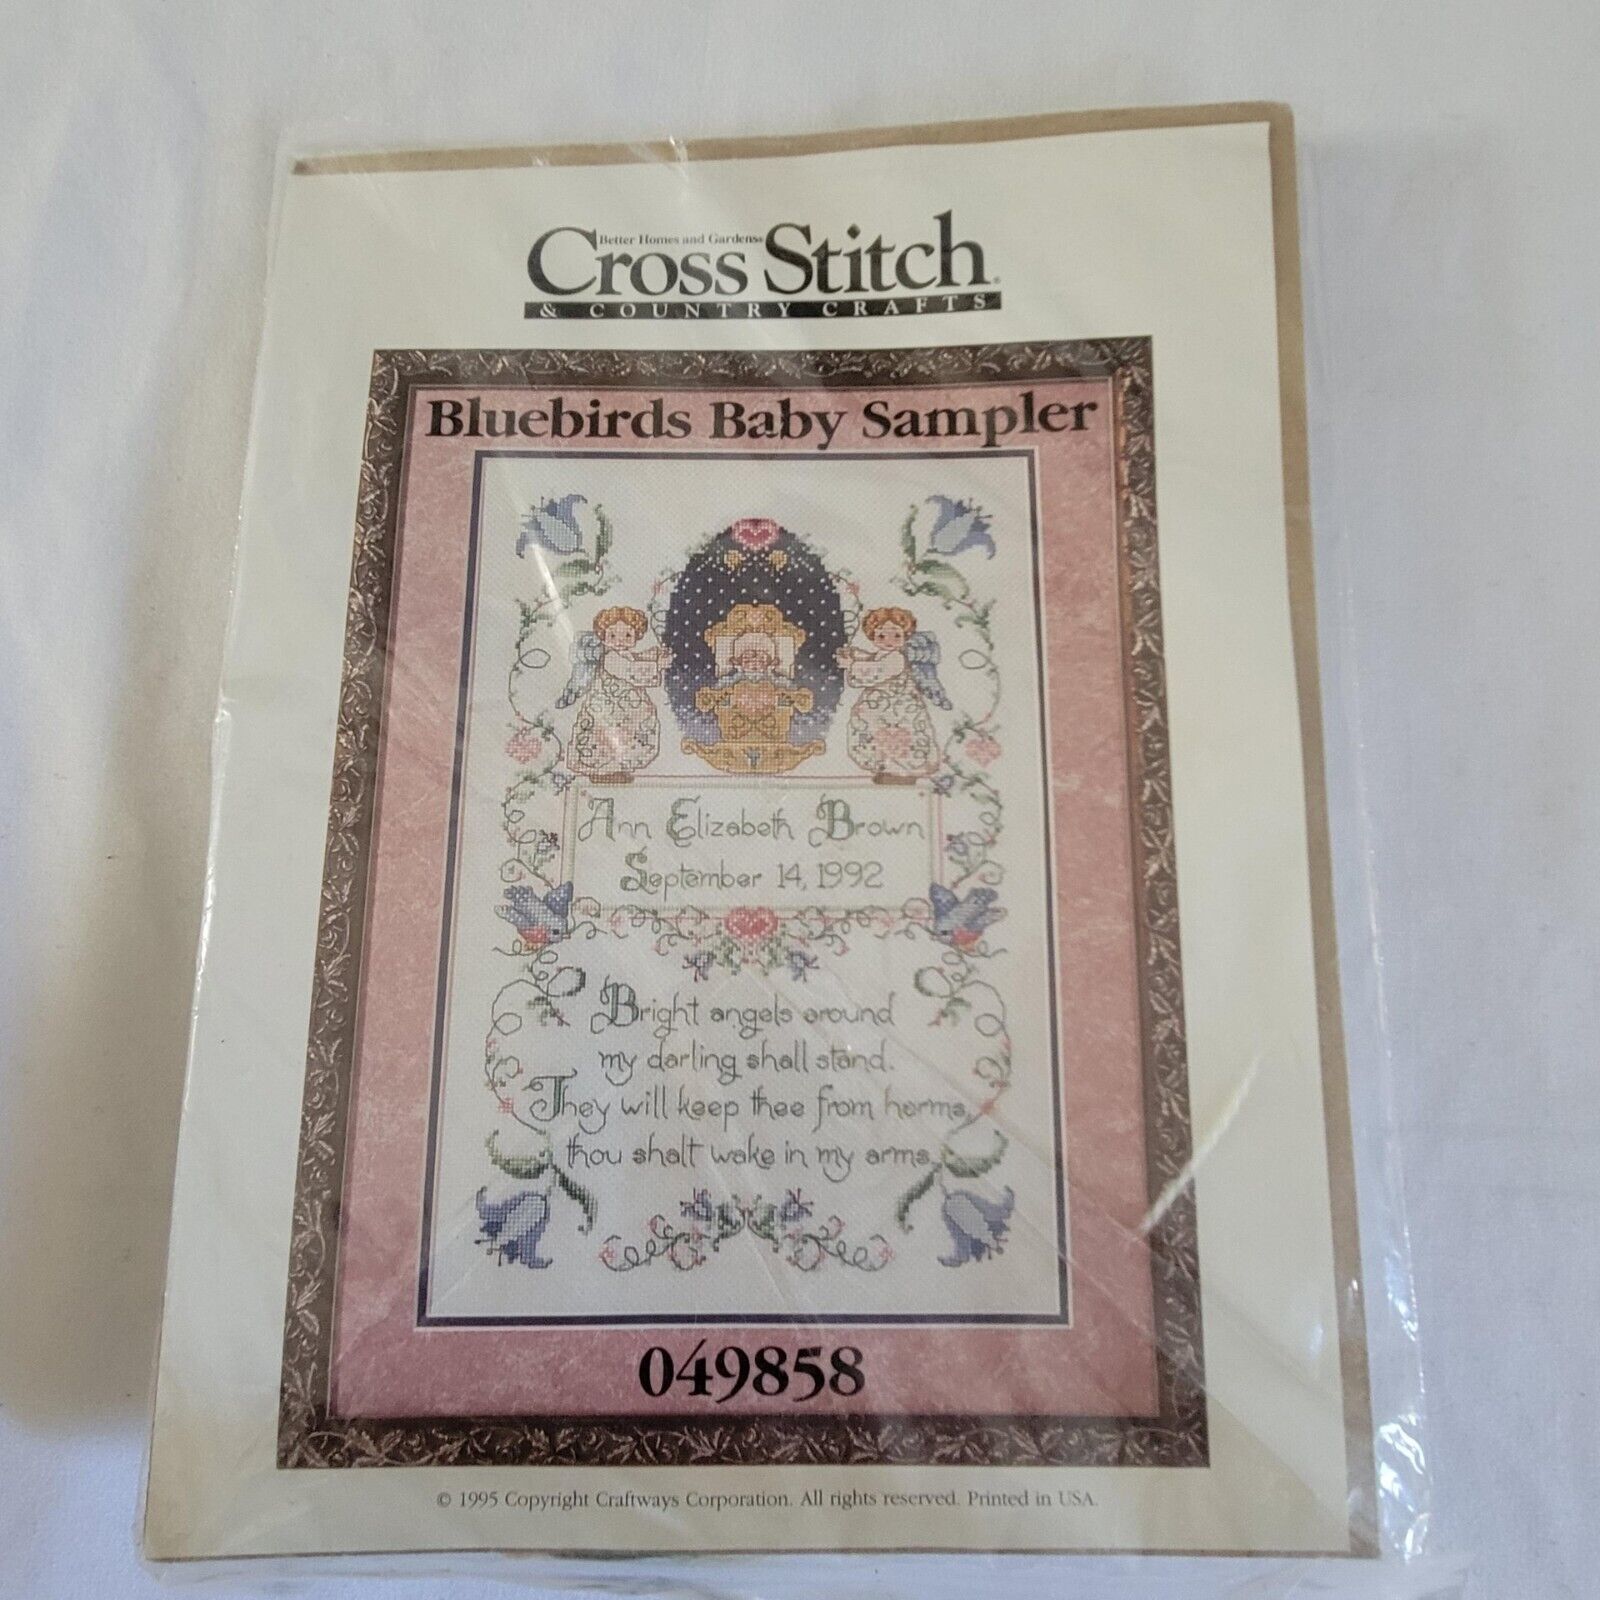 Better Homes and Gardens®
Cross Stitch®
& COUNTRY CRAFTS
Bluebirds Baby Sampler
Ann Elizabeth Brown
September 14, 1992
Bright angels around
my darling shall stand.
They will keep thee from harms,
thou shalt wake in my arms.
049858
© 1995 Copyright Craftways Corporation. All rights reserved. Printed in USA.